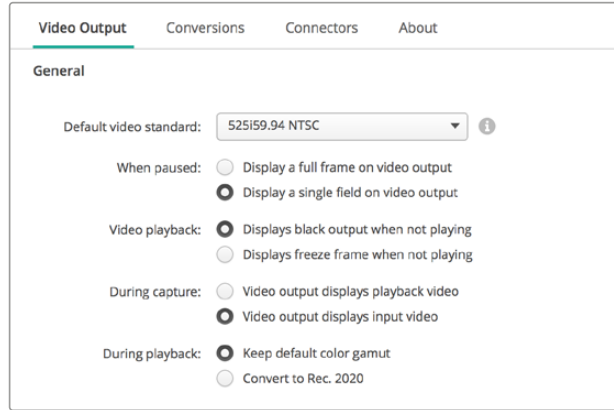 Video Output Conversions Connectors About
General
Default video standard: 525i59.94 NTSC i
When paused: Display a full frame on video output
Display a single field on video output
Video playback: Displays black output when not playing
Displays freeze frame when not playing
During capture: Video output displays playback video
Video output displays input video
During playback: Keep default color gamut
Convert to Rec. 2020